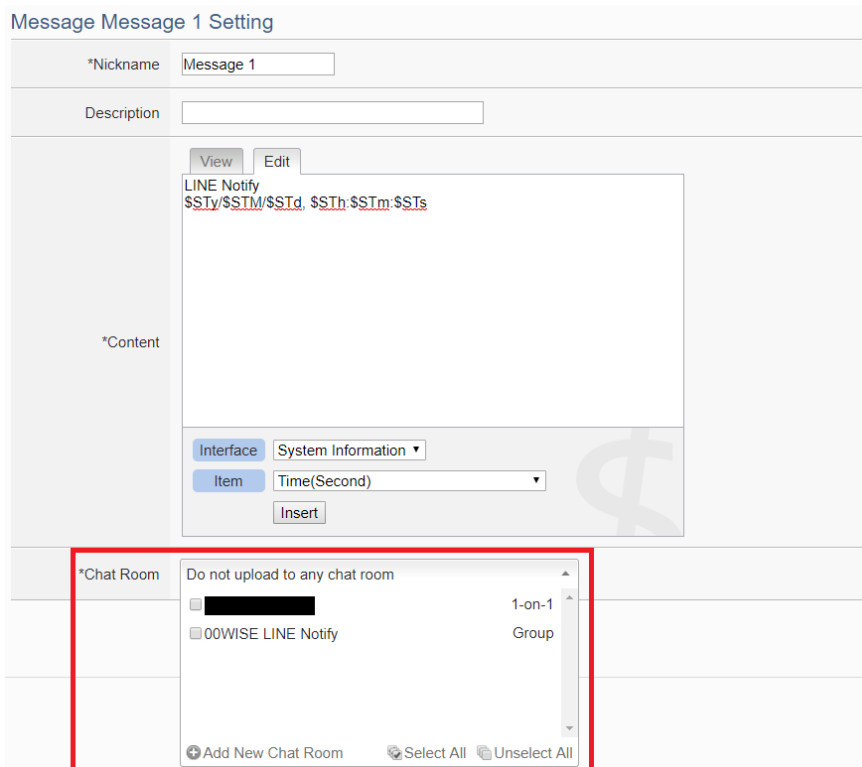 Message Message 1 Setting
*Nickname Message 1
Description
View Edit
LINE Notify
$STy/$STM/$STd, $STh:$STm:$STs
*Content
Interface System Information
Item Time(Second)
Insert
$
*Chat Room Do not upload to any chat room
1-on-1
00WISE LINE Notify Group
Add New Chat Room Select All Unselect All